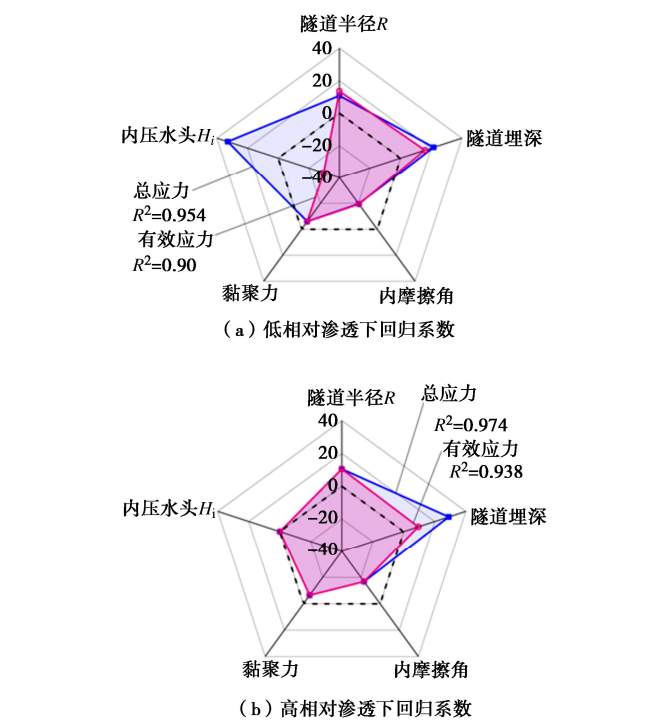 隧道半径R
40
20
0
−20
−40
内压水头Hi
隧道埋深
总应力
R²=0.954
有效应力
R²=0.90
黏聚力
内摩擦角
（a）低相对渗透下回归系数
隧道半径R
40
20
0
−20
−40
总应力
R²=0.974
有效应力
R²=0.938
内压水头Hi
隧道埋深
黏聚力
内摩擦角
（b）高相对渗透下回归系数